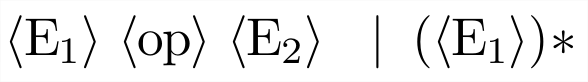 ⟨E₁⟩ ⟨op⟩ ⟨E₂⟩ | (⟨E₁⟩)*